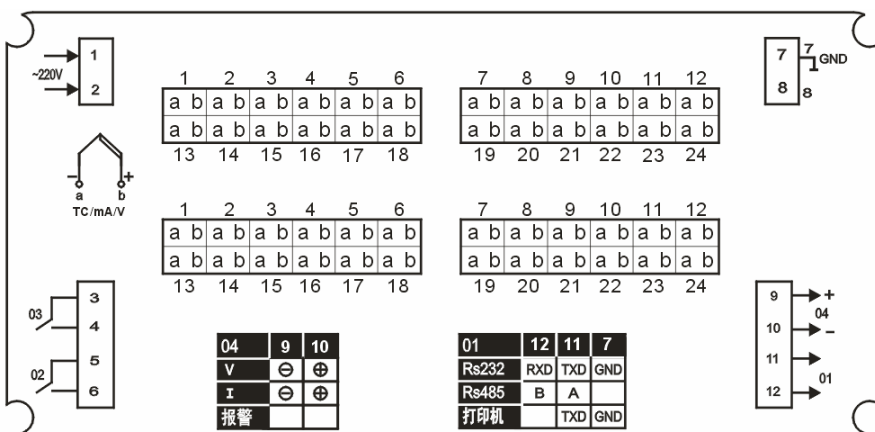 1
~220V
2
7 7
GND
8 8
1 2 3 4 5 6
a b a b a b a b a b a b
a b a b a b a b a b a b
13 14 15 16 17 18
7 8 9 10 11 12
a b a b a b a b a b a b
a b a b a b a b a b a b
19 20 21 22 23 24
- +
a b
TC/mA/V
1 2 3 4 5 6
a b a b a b a b a b a b
a b a b a b a b a b a b
13 14 15 16 17 18
7 8 9 10 11 12
a b a b a b a b a b a b
a b a b a b a b a b a b
19 20 21 22 23 24
3
03
4
5
02
6
04 9 10
V ⊖ ⊕
I ⊖ ⊕
报警
01 12 11 7
Rs232 RXD TXD GND
Rs485 B A
打印机 TXD GND
9 +
04
10 -
11
01
12